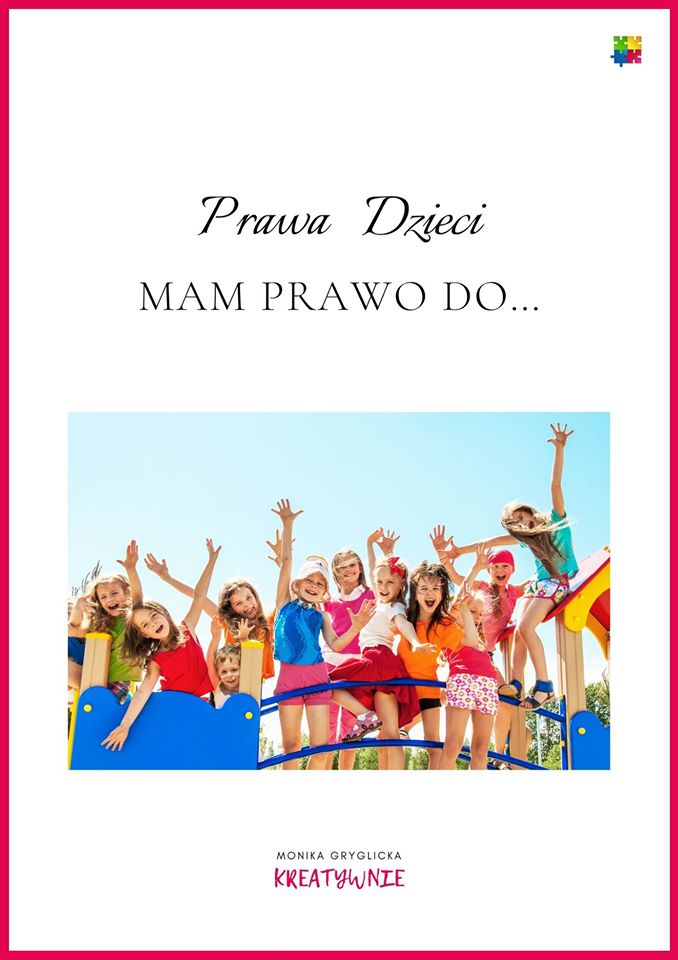 Prawa Dzieci
MAM PRAWO DO...
MONIKA GRYGLICKA
KREATYWNIE